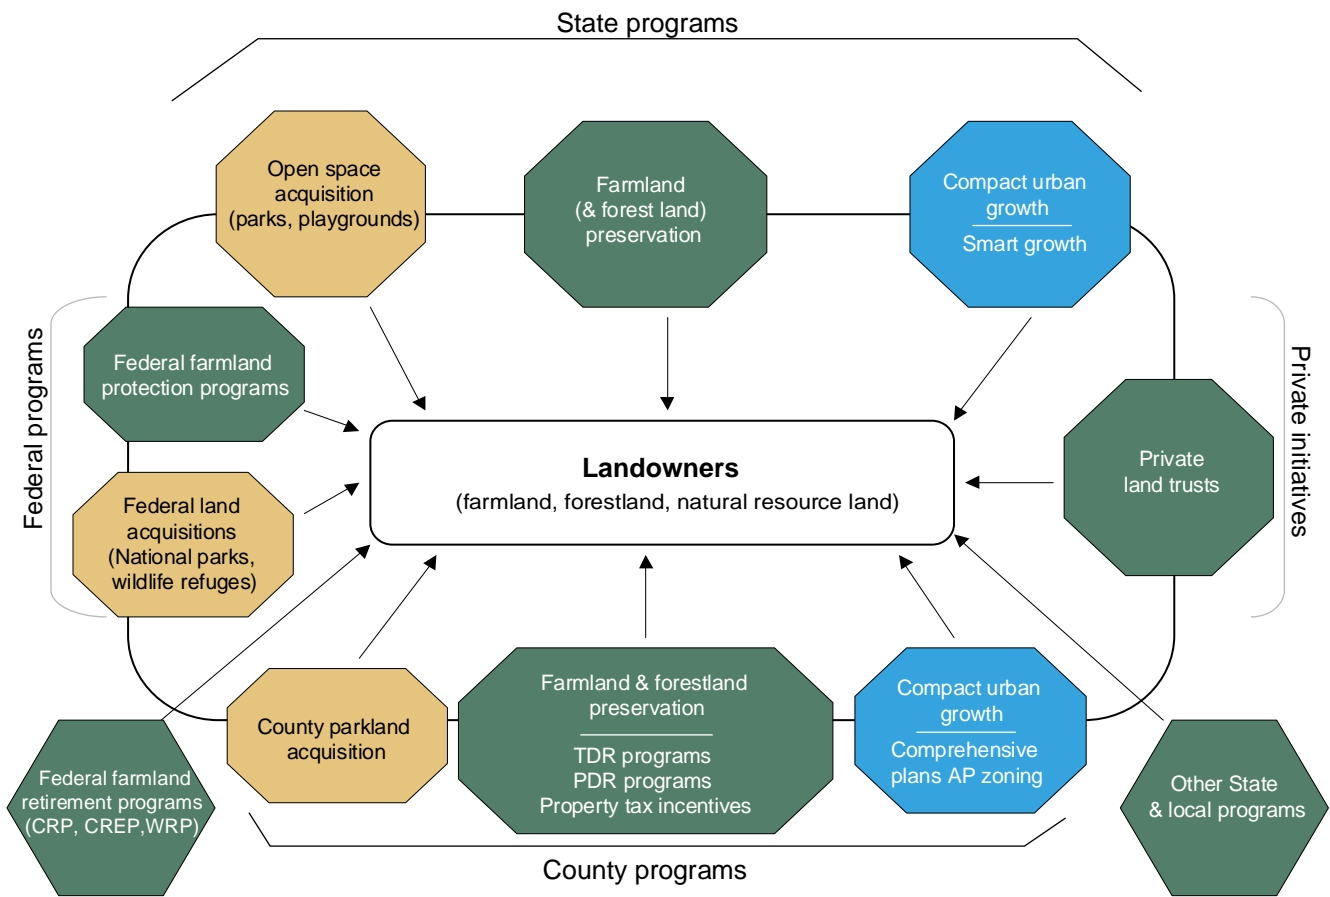 State programs
Open space
acquisition
(parks, playgrounds)
Farmland
(& forest land)
preservation
Compact urban
growth
Smart growth
Federal programs
Federal farmland
protection programs
Federal land
acquisitions
(National parks,
wildlife refuges)
Landowners
(farmland, forestland, natural resource land)
Private
land trusts
Private initiatives
Federal farmland
retirement programs
(CRP, CREP,WRP)
County parkland
acquisition
Farmland & forestland
preservation
TDR programs
PDR programs
Property tax incentives
Compact urban
growth
Comprehensive
plans AP zoning
Other State
& local programs
County programs